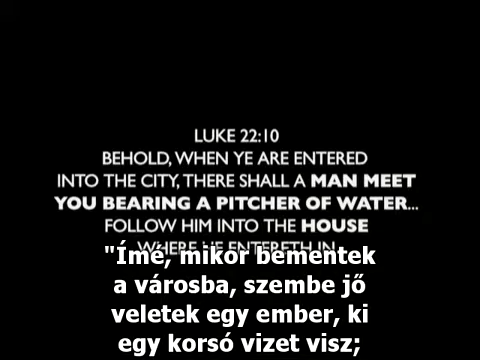 LUKE 22:10
BEHOLD, WHEN YE ARE ENTERED
INTO THE CITY, THERE SHALL A MAN MEET
YOU BEARING A PITCHER OF WATER...
FOLLOW HIM INTO THE HOUSE
WHERE HE ENTERETH IN.
"Ímé, mikor bementek
a városba, szembe jő
veletek egy ember, ki
egy korsó vizet visz;